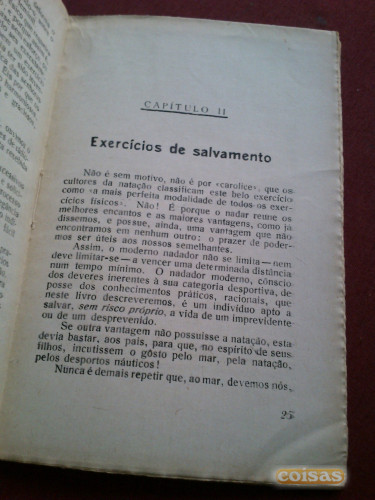 CAPÍTULO II
Exercícios de salvamento
Não é sem motivo, não é por «carolice», que os
cultores da natação classificam este belo exercício
como «a mais perfeita modalidade de todos os exer-
cícios físicos». Não! É porque o nadar reune os
melhores encantos e as maiores vantagens, como já
dissemos, e possue, ainda, uma vantagem que não
encontramos em nenhum outro: o prazer de poder-
mos ser úteis aos nossos semelhantes.
Assim, o moderno nadador não se limita—nem
deve limitar-se—a vencer uma determinada distância
num tempo mínimo. O nadador moderno, cônscio
dos deveres inerentes à sua categoria desportiva, de
posse dos conhecimentos práticos, racionais, que
neste livro descreveremos, é um indivíduo apto a
salvar, sem risco próprio, a vida de um imprevidente
ou de um desprevenido.
Se outra vantagem não possuisse a natação, esta
devia bastar, aos pais, para que, no espírito de seus
filhos, incutissem o gôsto pelo mar, pela natação,
pelos desportos náuticos!
Nunca é demais repetir que, ao mar, devemos nós,
25
coisas